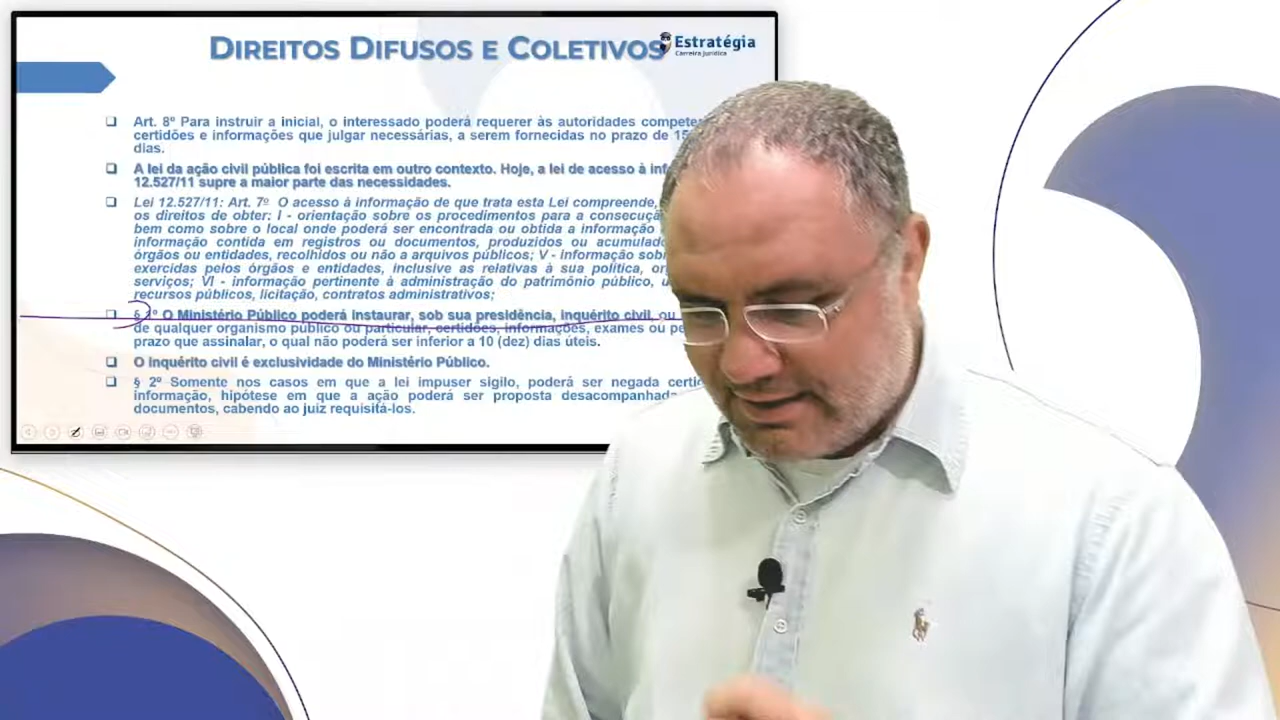 DIREITOS DIFUSOS E COLETIVOS
Estratégia
Carreira Jurídica
Art. 8º Para instruir a inicial, o interessado poderá requerer às autoridades
certidões e informações que julgar necessárias, a serem fornecidas no prazo de 15
dias.
A lei da ação civil pública foi escrita em outro contexto. Hoje, a lei de acesso à
12.527/11 supre a maior parte das necessidades.
Lei 12.527/11: Art. 7º O acesso à informação de que trata esta Lei compreende,
os direitos de obter: I - orientação sobre os procedimentos para a
bem como sobre o local onde poderá ser encontrada ou obtida a informação
informação contida em registros ou documentos, produzidos ou
órgãos ou entidades, recolhidos ou não a arquivos públicos; V - informação
exercidas pelos órgãos e entidades, inclusive as relativas à sua política,
serviços; VI - informação pertinente à administração do patrimônio público,
recursos públicos, licitação, contratos administrativos;
§ 1º O Ministério Público poderá instaurar, sob sua presidência, inquérito civil, ou
de qualquer organismo público ou particular, certidões, informações, exames ou
prazo que assinalar, o qual não poderá ser inferior a 10 (dez) dias úteis.
O inquérito civil é exclusividade do Ministério Público.
§ 2º Somente nos casos em que a lei impuser sigilo, poderá ser negada
informação, hipótese em que a ação poderá ser proposta desacompanhada
documentos, cabendo ao juiz requisitá-los.